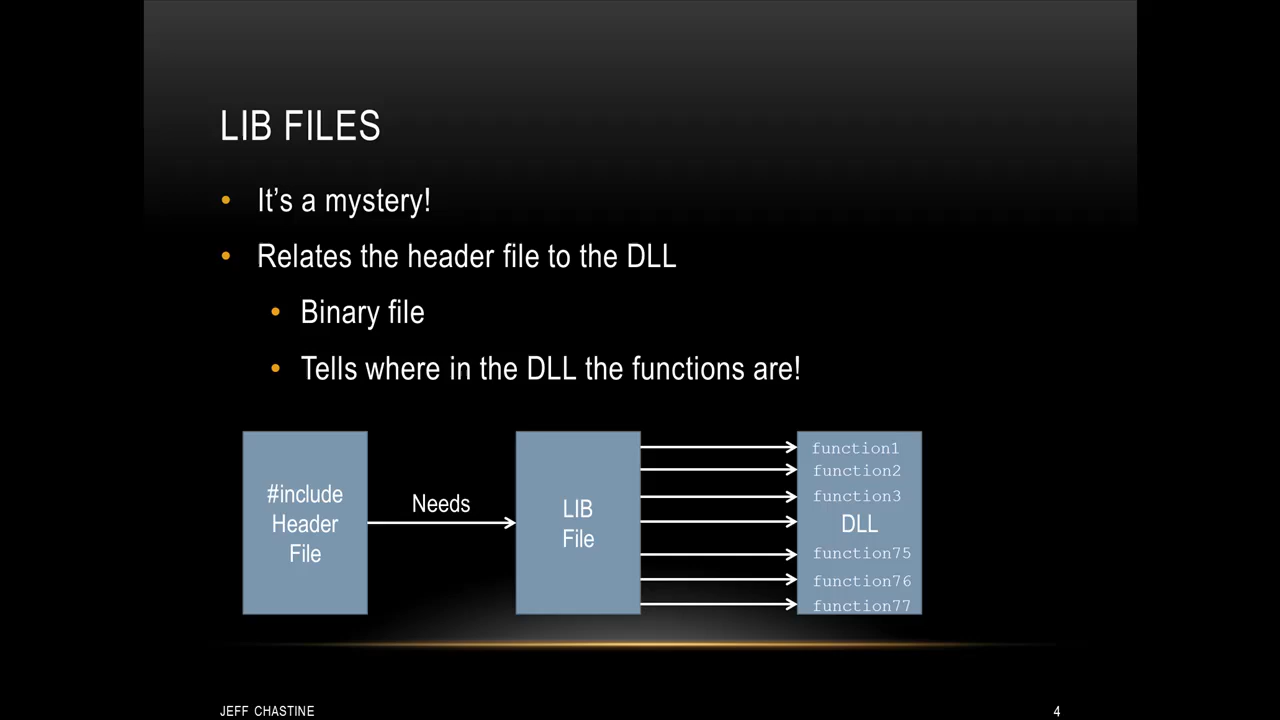 LIB FILES
• It's a mystery!
• Relates the header file to the DLL
• Binary file
• Tells where in the DLL the functions are!
#include
Header
File
Needs
LIB
File
function1
function2
function3
DLL
function75
function76
function77
JEFF CHASTINE
4